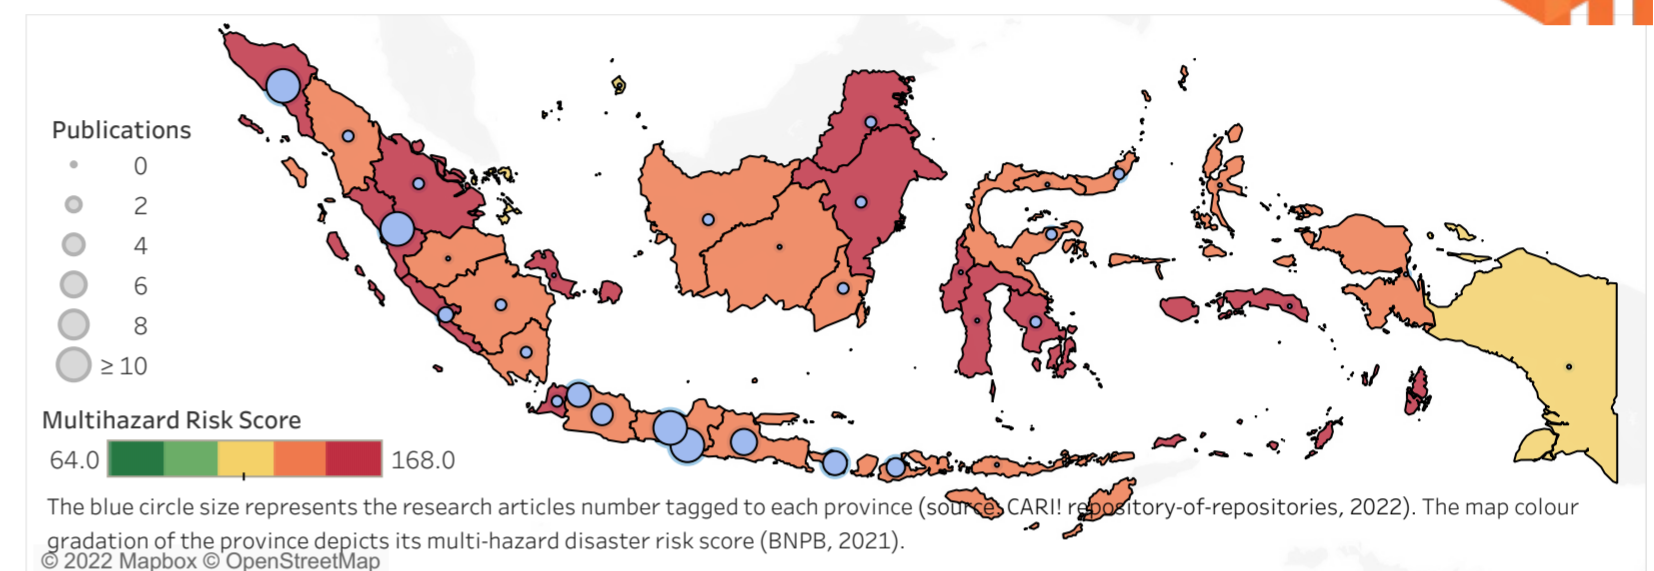 Publications
0
2
4
6
8
≥ 10
Multihazard Risk Score
64.0 168.0
The blue circle size represents the research articles number tagged to each province (source: CARI! repository-of-repositories, 2022). The map colour
gradation of the province depicts its multi-hazard disaster risk score (BNPB, 2021).
© 2022 Mapbox © OpenStreetMap